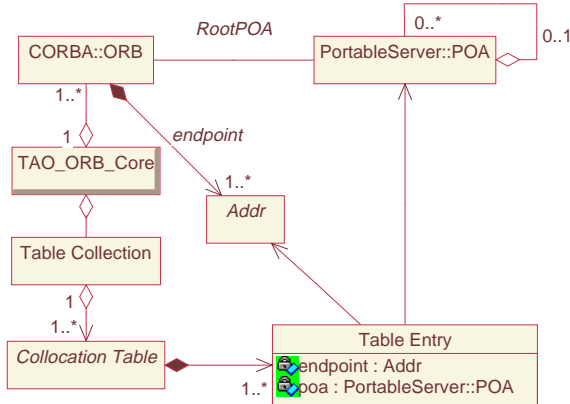 RootPOA
0..*
0..1
CORBA::ORB
PortableServer::POA
1..*
endpoint
1
TAO_ORB_Core
1..*
Addr
Table Collection
1
1..*
Collocation Table
Table Entry
endpoint : Addr
1..*
poa : PortableServer::POA